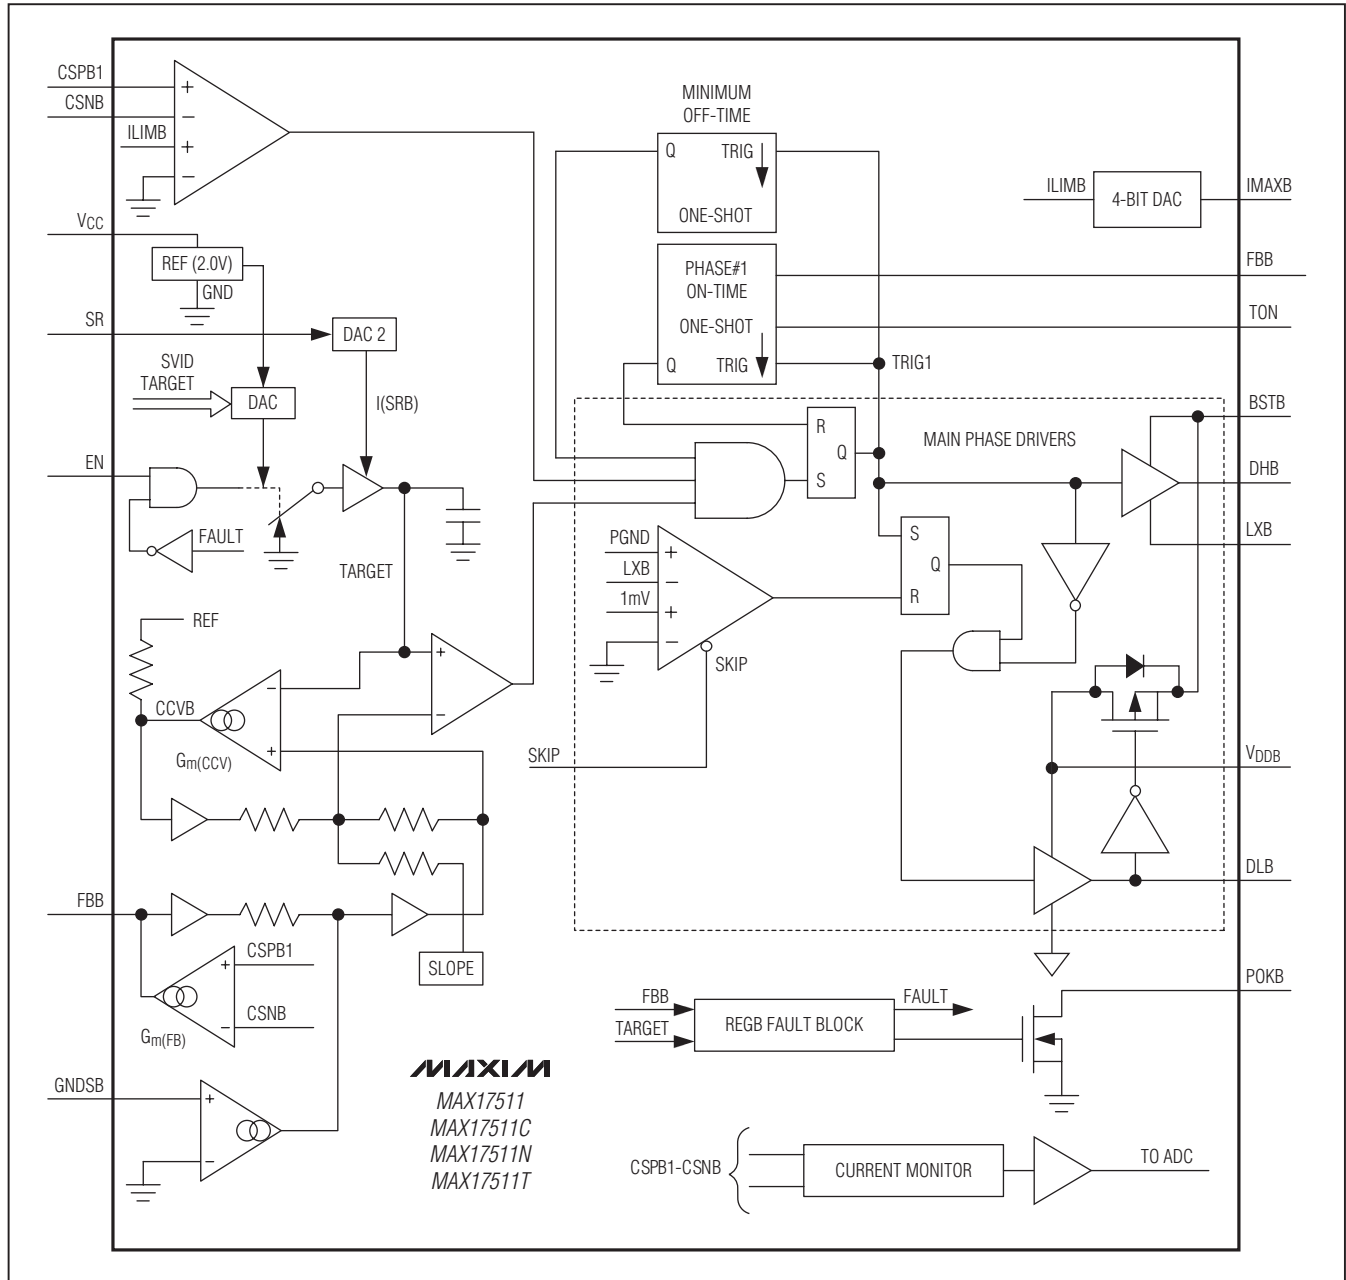 CSPB1
CSNB
ILIMB
+
−
+
−
VCC
REF (2.0V)
GND
SR
DAC 2
SVID
TARGET
DAC
I(SRB)
EN
FAULT
TARGET
REF
CCVB
Gm(CCV)
−
+
+
−
FBB
CSPB1
+
CSNB
−
Gm(FB)
SLOPE
GNDSB
+
−
MAXIM
MAX17511
MAX17511C
MAX17511N
MAX17511T
MINIMUM
OFF-TIME
Q TRIG
ONE-SHOT
PHASE#1
ON-TIME
ONE-SHOT
Q TRIG
TRIG1
R
Q
S
MAIN PHASE DRIVERS
PGND +
LXB −
1mV +
−
SKIP
SKIP
S
Q
R
ILIMB
4-BIT DAC
IMAXB
FBB
TON
BSTB
DHB
LXB
VDDB
DLB
POKB
FBB
TARGET
REGB FAULT BLOCK
FAULT
CSPB1-CSNB
CURRENT MONITOR
TO ADC